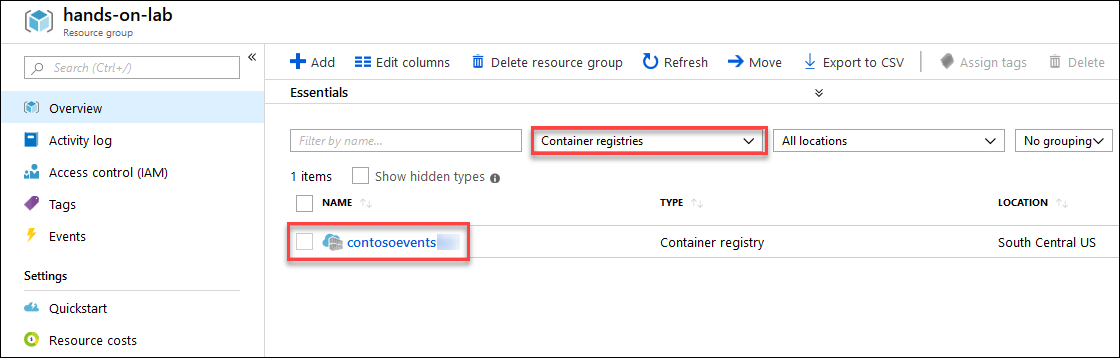 hands-on-lab
Resource group
Search (Ctrl+/)
Overview
Activity log
Access control (IAM)
Tags
Events
Settings
Quickstart
Resource costs
Add Edit columns Delete resource group Refresh Move Export to CSV Assign tags Delete
Essentials
Filter by name... Container registries All locations No grouping
1 items Show hidden types
NAME TYPE LOCATION
contosoevents Container registry South Central US